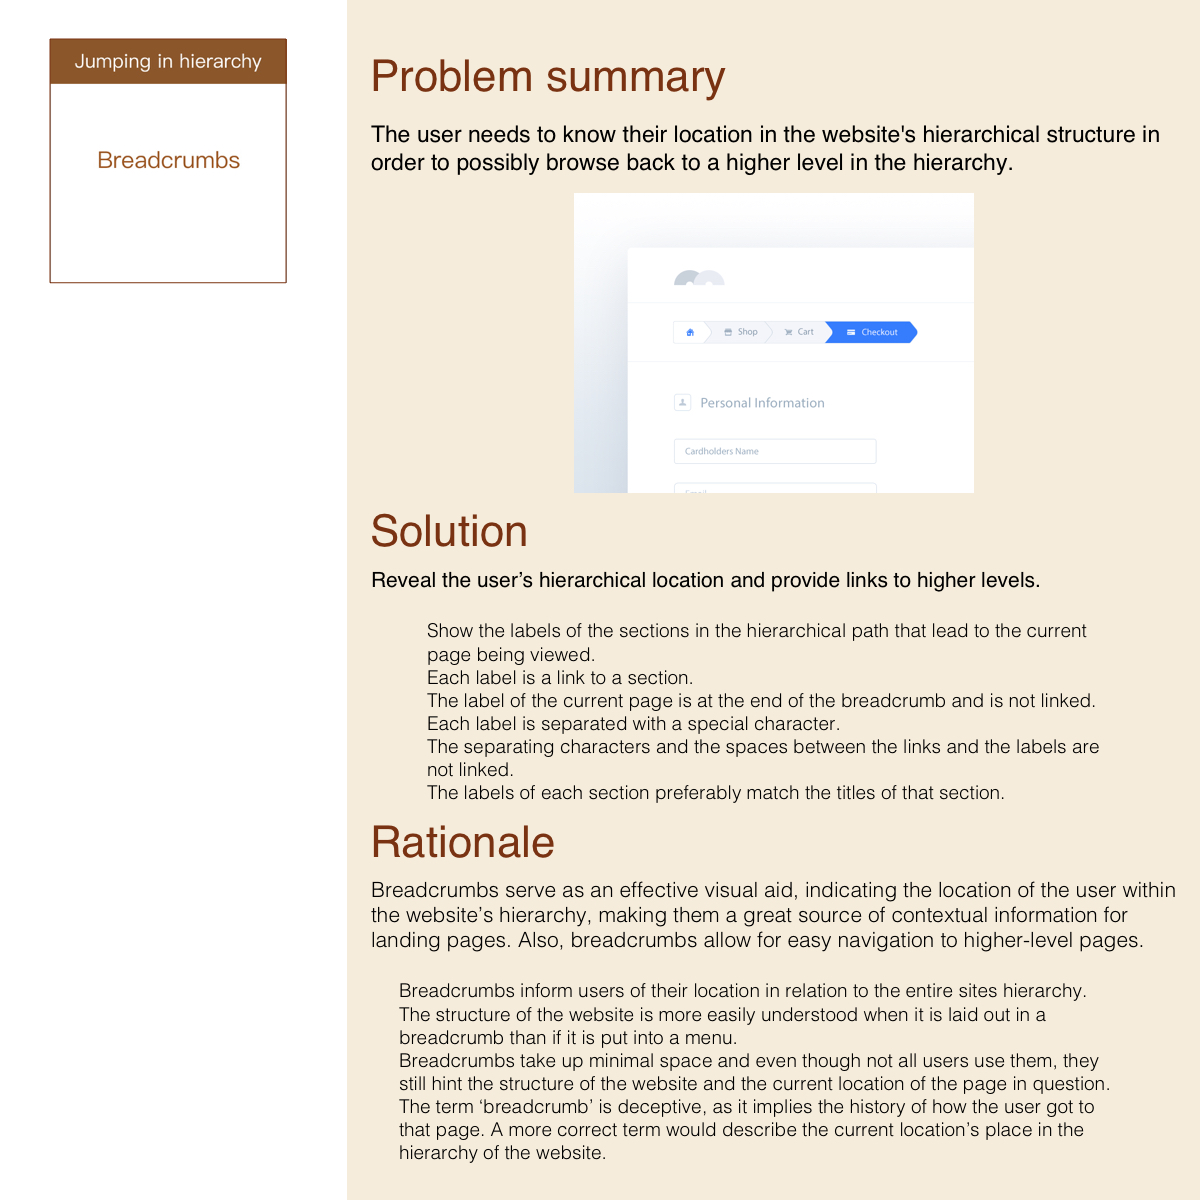 Jumping in hierarchy
Breadcrumbs
Problem summary
The user needs to know their location in the website's hierarchical structure in
order to possibly browse back to a higher level in the hierarchy.
Shop
Cart
Checkout
Personal Information
Cardholders Name
Email
Solution
Reveal the user’s hierarchical location and provide links to higher levels.
Show the labels of the sections in the hierarchical path that lead to the current
page being viewed.
Each label is a link to a section.
The label of the current page is at the end of the breadcrumb and is not linked.
Each label is separated with a special character.
The separating characters and the spaces between the links and the labels are
not linked.
The labels of each section preferably match the titles of that section.
Rationale
Breadcrumbs serve as an effective visual aid, indicating the location of the user within
the website’s hierarchy, making them a great source of contextual information for
landing pages. Also, breadcrumbs allow for easy navigation to higher-level pages.
Breadcrumbs inform users of their location in relation to the entire sites hierarchy.
The structure of the website is more easily understood when it is laid out in a
breadcrumb than if it is put into a menu.
Breadcrumbs take up minimal space and even though not all users use them, they
still hint the structure of the website and the current location of the page in question.
The term ‘breadcrumb’ is deceptive, as it implies the history of how the user got to
that page. A more correct term would describe the current location’s place in the
hierarchy of the website.